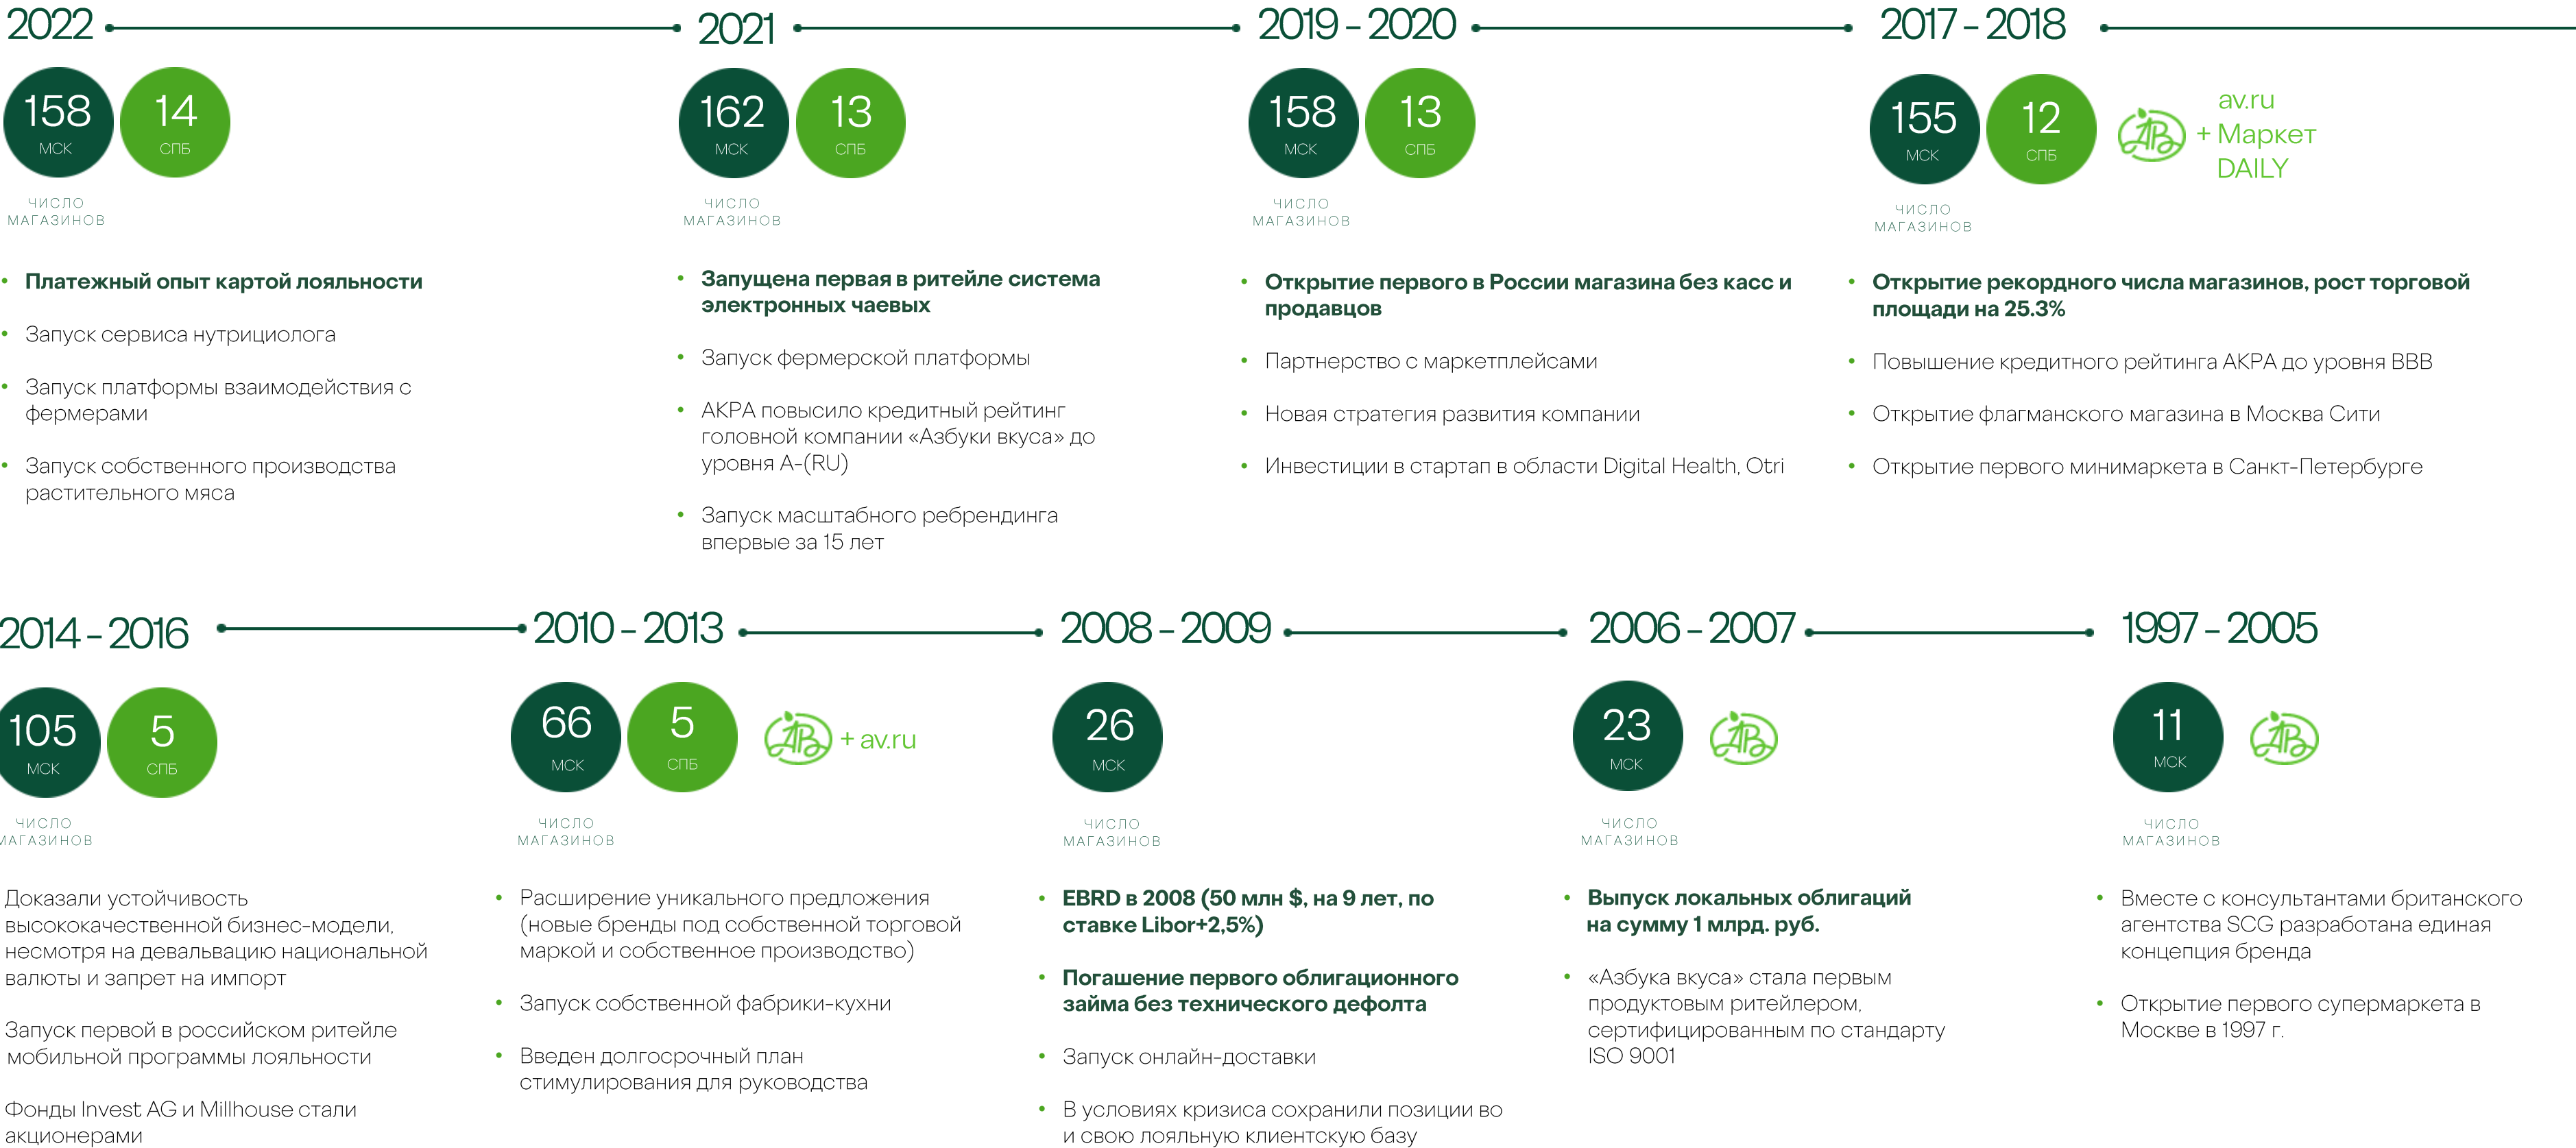 2022
158
МСК
14
СПБ
ЧИСЛО
МАГАЗИНОВ
• Платежный опыт картой лояльности
• Запуск сервиса нутрициолога
• Запуск платформы взаимодействия с
фермерами
• Запуск собственного производства
растительного мяса
2021
162
МСК
13
СПБ
ЧИСЛО
МАГАЗИНОВ
• Запущена первая в ритейле система
электронных чаевых
• Запуск фермерской платформы
• АКРА повысило кредитный рейтинг
головной компании «Азбуки вкуса» до
уровня А-(RU)
• Запуск масштабного ребрендинга
впервые за 15 лет
2019 – 2020
158
МСК
13
СПБ
ЧИСЛО
МАГАЗИНОВ
• Открытие первого в России магазина без касс и
продавцов
• Партнерство с маркетплейсами
• Новая стратегия развития компании
• Инвестиции в стартап в области Digital Health, Otri
2017 – 2018
155
МСК
12
СПБ
АВ
av.ru
+ Маркет
DAILY
ЧИСЛО
МАГАЗИНОВ
• Открытие рекордного числа магазинов, рост торговой
площади на 25.3%
• Повышение кредитного рейтинга АКРА до уровня BBB
• Открытие флагманского магазина в Москва Сити
• Открытие первого минимаркета в Санкт-Петербурге
2014 – 2016
105
МСК
5
СПБ
ЧИСЛО
МАГАЗИНОВ
Доказали устойчивость
высококачественной бизнес-модели,
несмотря на девальвацию национальной
валюты и запрет на импорт
Запуск первой в российском ритейле
мобильной программы лояльности
Фонды Invest AG и Millhouse стали
акционерами
2010 – 2013
66
МСК
5
СПБ
АВ
+ av.ru
ЧИСЛО
МАГАЗИНОВ
• Расширение уникального предложения
(новые бренды под собственной торговой
маркой и собственное производство)
• Запуск собственной фабрики-кухни
• Введен долгосрочный план
стимулирования для руководства
2008 – 2009
26
МСК
ЧИСЛО
МАГАЗИНОВ
• EBRD в 2008 (50 млн $, на 9 лет, по
ставке Libor+2,5%)
• Погашение первого облигационного
займа без технического дефолта
• Запуск онлайн-доставки
• В условиях кризиса сохранили позиции во
и свою лояльную клиентскую базу
2006 – 2007
23
МСК
АВ
ЧИСЛО
МАГАЗИНОВ
• Выпуск локальных облигаций
на сумму 1 млрд. руб.
• «Азбука вкуса» стала первым
продуктовым ритейлером,
сертифицированным по стандарту
ISO 9001
1997 – 2005
11
МСК
АВ
ЧИСЛО
МАГАЗИНОВ
• Вместе с консультантами британского
агентства SCG разработана единая
концепция бренда
• Открытие первого супермаркета в
Москве в 1997 г.